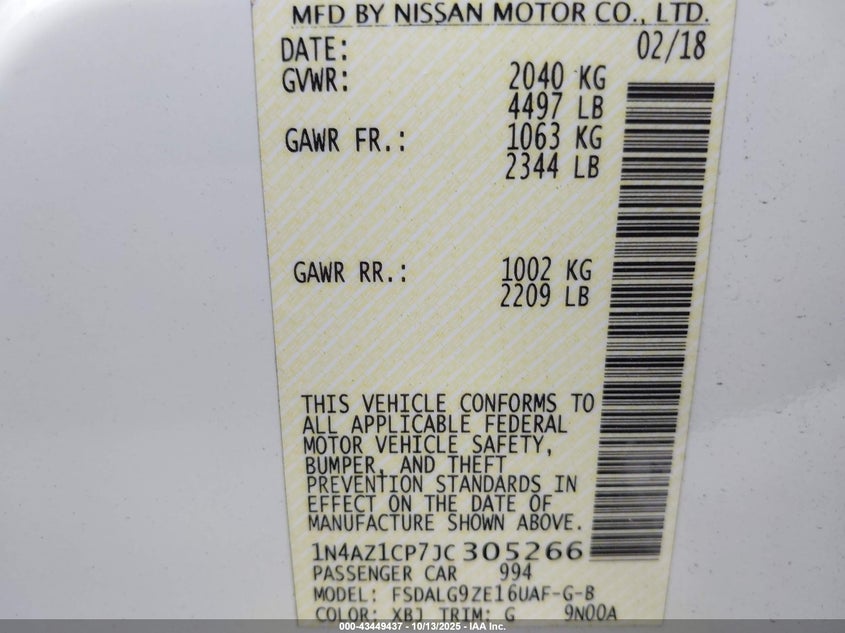 MFD BY NISSAN MOTOR CO., LTD.
DATE: 02/18
GVWR: 2040 KG
4497 LB
GAWR FR.: 1063 KG
2344 LB
GAWR RR.: 1002 KG
2209 LB
THIS VEHICLE CONFORMS TO
ALL APPLICABLE FEDERAL
MOTOR VEHICLE SAFETY,
BUMPER, AND THEFT
PREVENTION STANDARDS IN
EFFECT ON THE DATE OF
MANUFACTURE SHOWN ABOVE.
1N4AZ1CP7JC305266
PASSENGER CAR 994
MODEL: FSDALG9ZE16UAF-G-B
COLOR: XBJ TRIM: G 9N00A
000-43449437 - 10/13/2025 - IAA Inc.